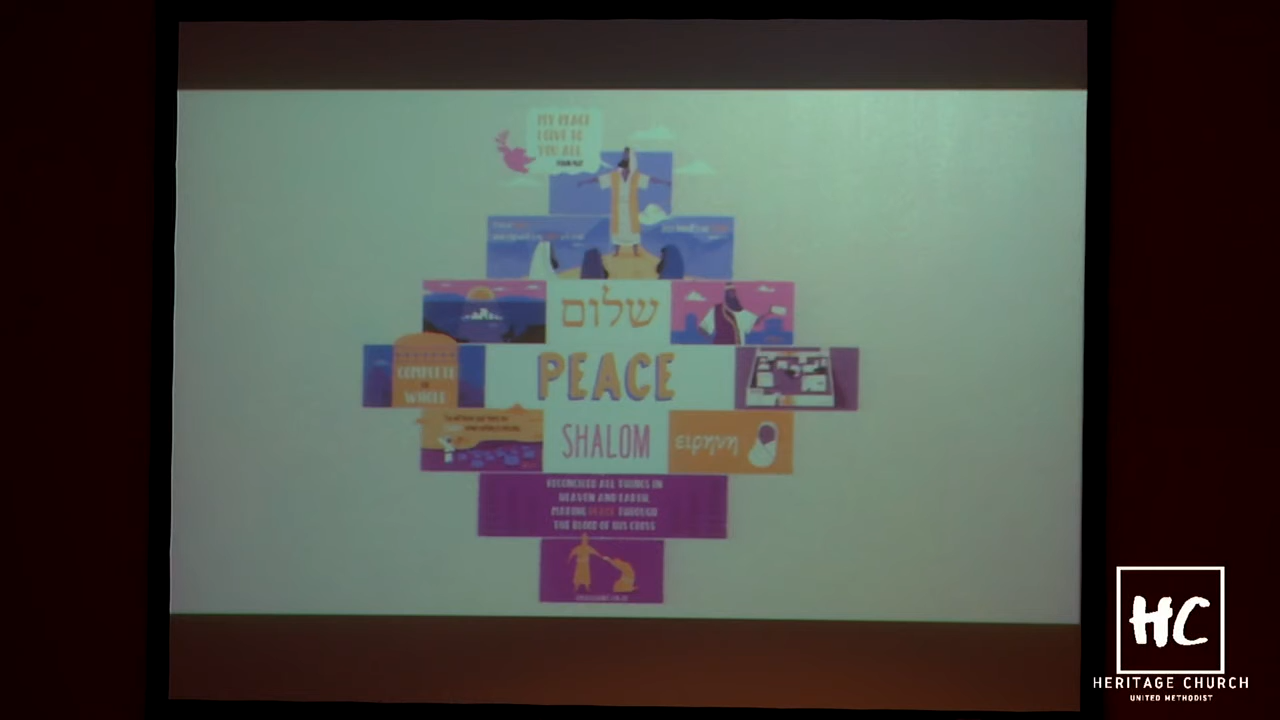 MY PEACE
I GIVE TO
YOU ALL
שלום
COMPLETE
OR
WHOLE
PEACE
SHALOM
ειρηνη
RECONCILED ALL THINGS IN
HEAVEN AND EARTH,
MAKING PEACE THROUGH
THE BLOOD OF HIS CROSS
HC
HERITAGE CHURCH
UNITED METHODIST